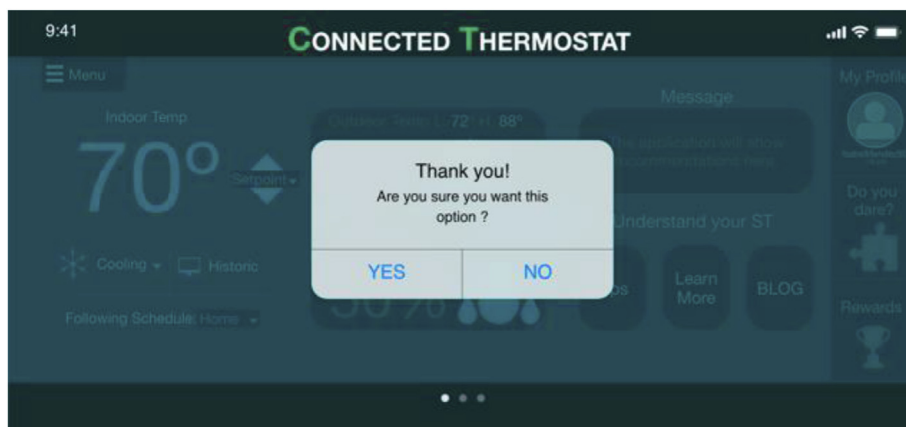 9:41
CONNECTED THERMOSTAT
Menu
My Profile
Indoor Temp
Outdoor Temp L: 72° H: 88°
Message
70°
Setpoint
The application will show
recommendations here
Thank you!
Are you sure you want this
option ?
YES
NO
Do you
dare?
Understand your ST
Cooling
Historic
50%
Learn
More
BLOG
Following Schedule: Home
Rewards